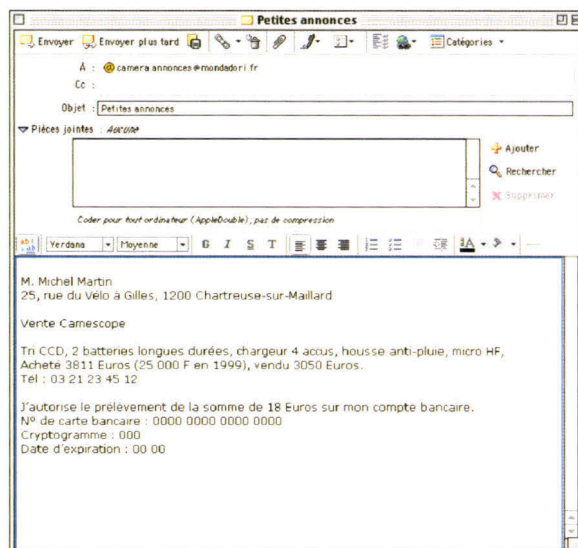 Petites annonces
Envoyer Envoyer plus tard Catégories
À : camera.annonces@mondadori.fr
Cc :
Objet : Petites annonces
Pièces jointes : Aucune
Ajouter
Rechercher
Supprimer
Coder pour tout ordinateur (AppleDouble), pas de compression
Verdana Moyenne G I S T
M. Michel Martin
25, rue du Vélo à Gilles, 1200 Chartreuse-sur-Maillard
Vente Camescope
Tri CCD, 2 batteries longues durées, chargeur 4 accus, housse anti-pluie, micro HF,
Acheté 3811 Euros (25 000 F en 1999), vendu 3050 Euros.
Tél : 03 21 23 45 12
J'autorise le prélèvement de la somme de 18 Euros sur mon compte bancaire.
N° de carte bancaire : 0000 0000 0000 0000
Cryptogramme : 000
Date d'expiration : 00 00